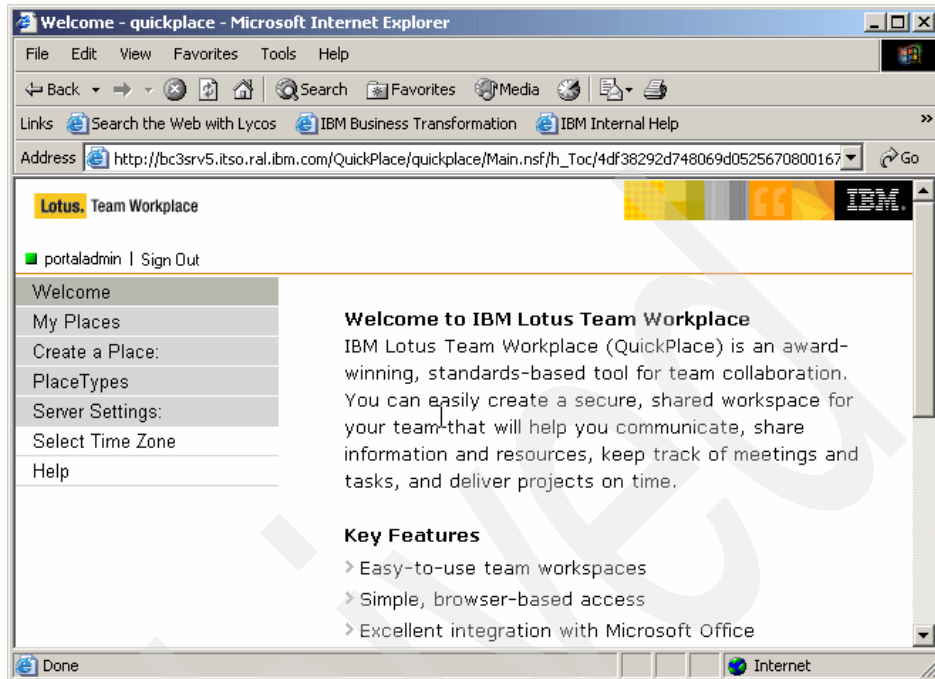 Welcome - quickplace - Microsoft Internet Explorer
File Edit View Favorites Tools Help
Back Search Favorites Media
Links Search the Web with Lycos IBM Business Transformation IBM Internal Help »
Address http://bc3srv5.itso.ral.ibm.com/QuickPlace/quickplace/Main.nsf/h_Toc/4df38292d748069d0525670800167 Go
Lotus. Team Workplace
IBM.
portaladmin | Sign Out
Welcome
My Places
Create a Place:
PlaceTypes
Server Settings:
Select Time Zone
Help
Welcome to IBM Lotus Team Workplace
IBM Lotus Team Workplace (QuickPlace) is an award-
winning, standards-based tool for team collaboration.
You can easily create a secure, shared workspace for
your team that will help you communicate, share
information and resources, keep track of meetings and
tasks, and deliver projects on time.
Key Features
Easy-to-use team workspaces
Simple, browser-based access
Excellent integration with Microsoft Office
Done Internet